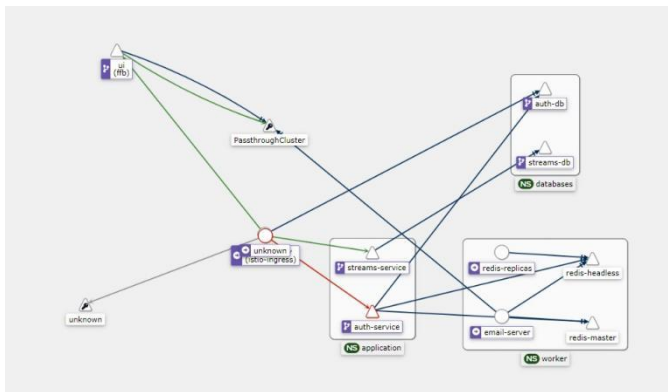 ui
(ffb)
PassthroughCluster
auth-db
streams-db
NS databases
unknown
(istio-ingress)
streams-service
redis-replicas
redis-headless
unknown
auth-service
email-server
redis-master
NS application
NS worker